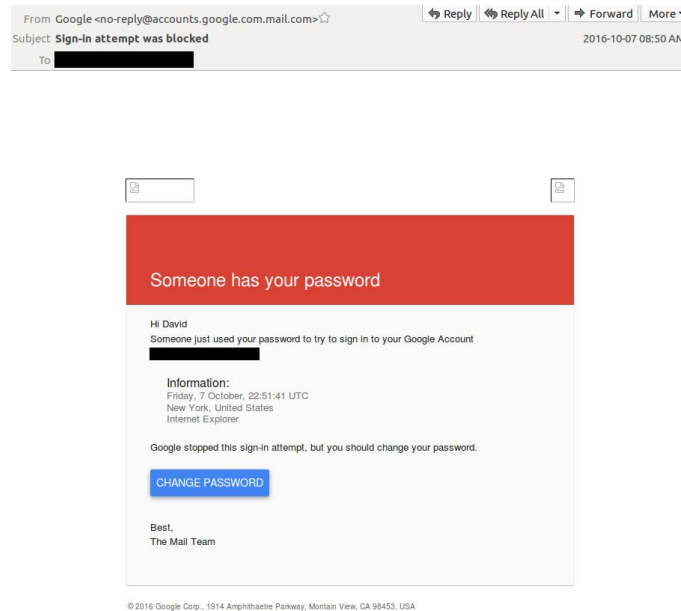 From Google <no-reply@accounts.google.com.mail.com>
Reply Reply All Forward More
Subject Sign-in attempt was blocked
2016-10-07 08:50 AM
To
Someone has your password
Hi David
Someone just used your password to try to sign in to your Google Account
Information:
Friday, 7 October, 22:51:41 UTC
New York, United States
Internet Explorer
Google stopped this sign-in attempt, but you should change your password.
CHANGE PASSWORD
Best,
The Mail Team
© 2016 Google Corp., 1914 Amphithaetre Parkway, Montain View, CA 98453, USA